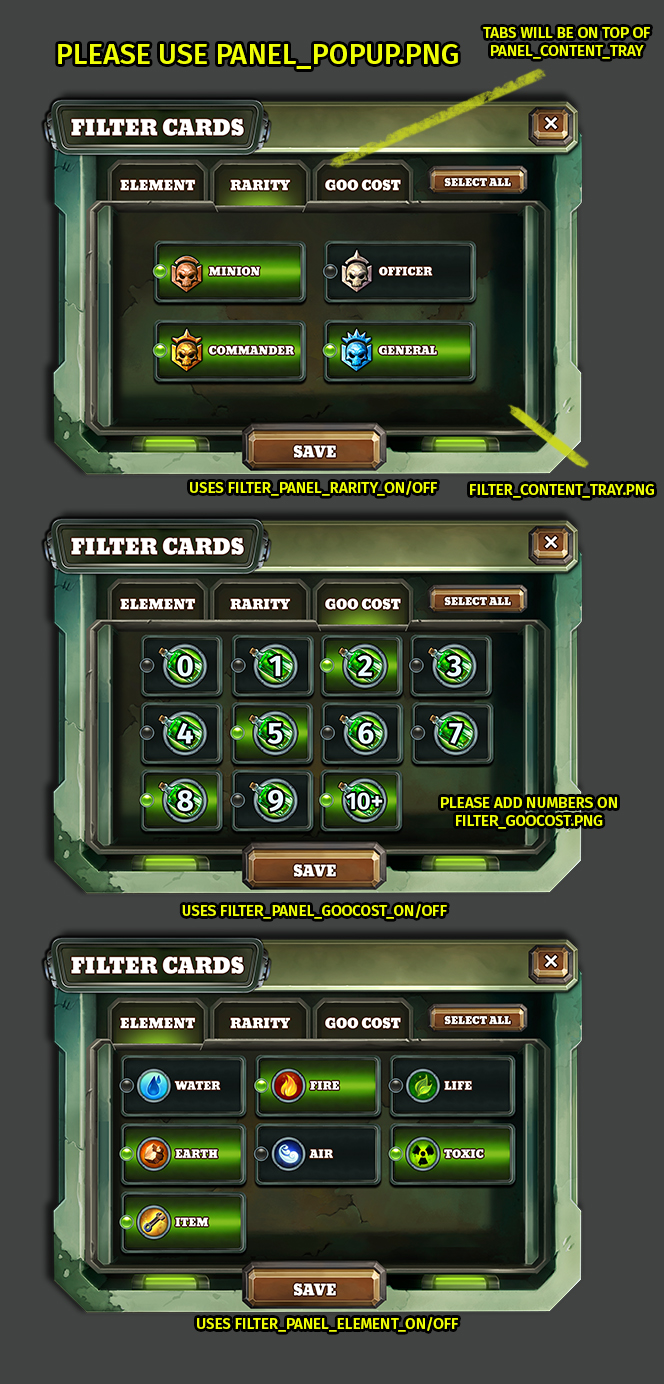 PLEASE USE PANEL_POPUP.PNG
TABS WILL BE ON TOP OF
PANEL_CONTENT_TRAY
FILTER CARDS
ELEMENT
RARITY
GOO COST
SELECT ALL
MINION
OFFICER
COMMANDER
GENERAL
SAVE
USES FILTER_PANEL_RARITY_ON/OFF
FILTER_CONTENT_TRAY.PNG
FILTER CARDS
ELEMENT
RARITY
GOO COST
SELECT ALL
0
1
2
3
4
5
6
7
8
9
10+
PLEASE ADD NUMBERS ON
FILTER_GOOCOST.PNG
SAVE
USES FILTER_PANEL_GOOCOST_ON/OFF
FILTER CARDS
ELEMENT
RARITY
GOO COST
SELECT ALL
WATER
FIRE
LIFE
EARTH
AIR
TOXIC
ITEM
SAVE
USES FILTER_PANEL_ELEMENT_ON/OFF